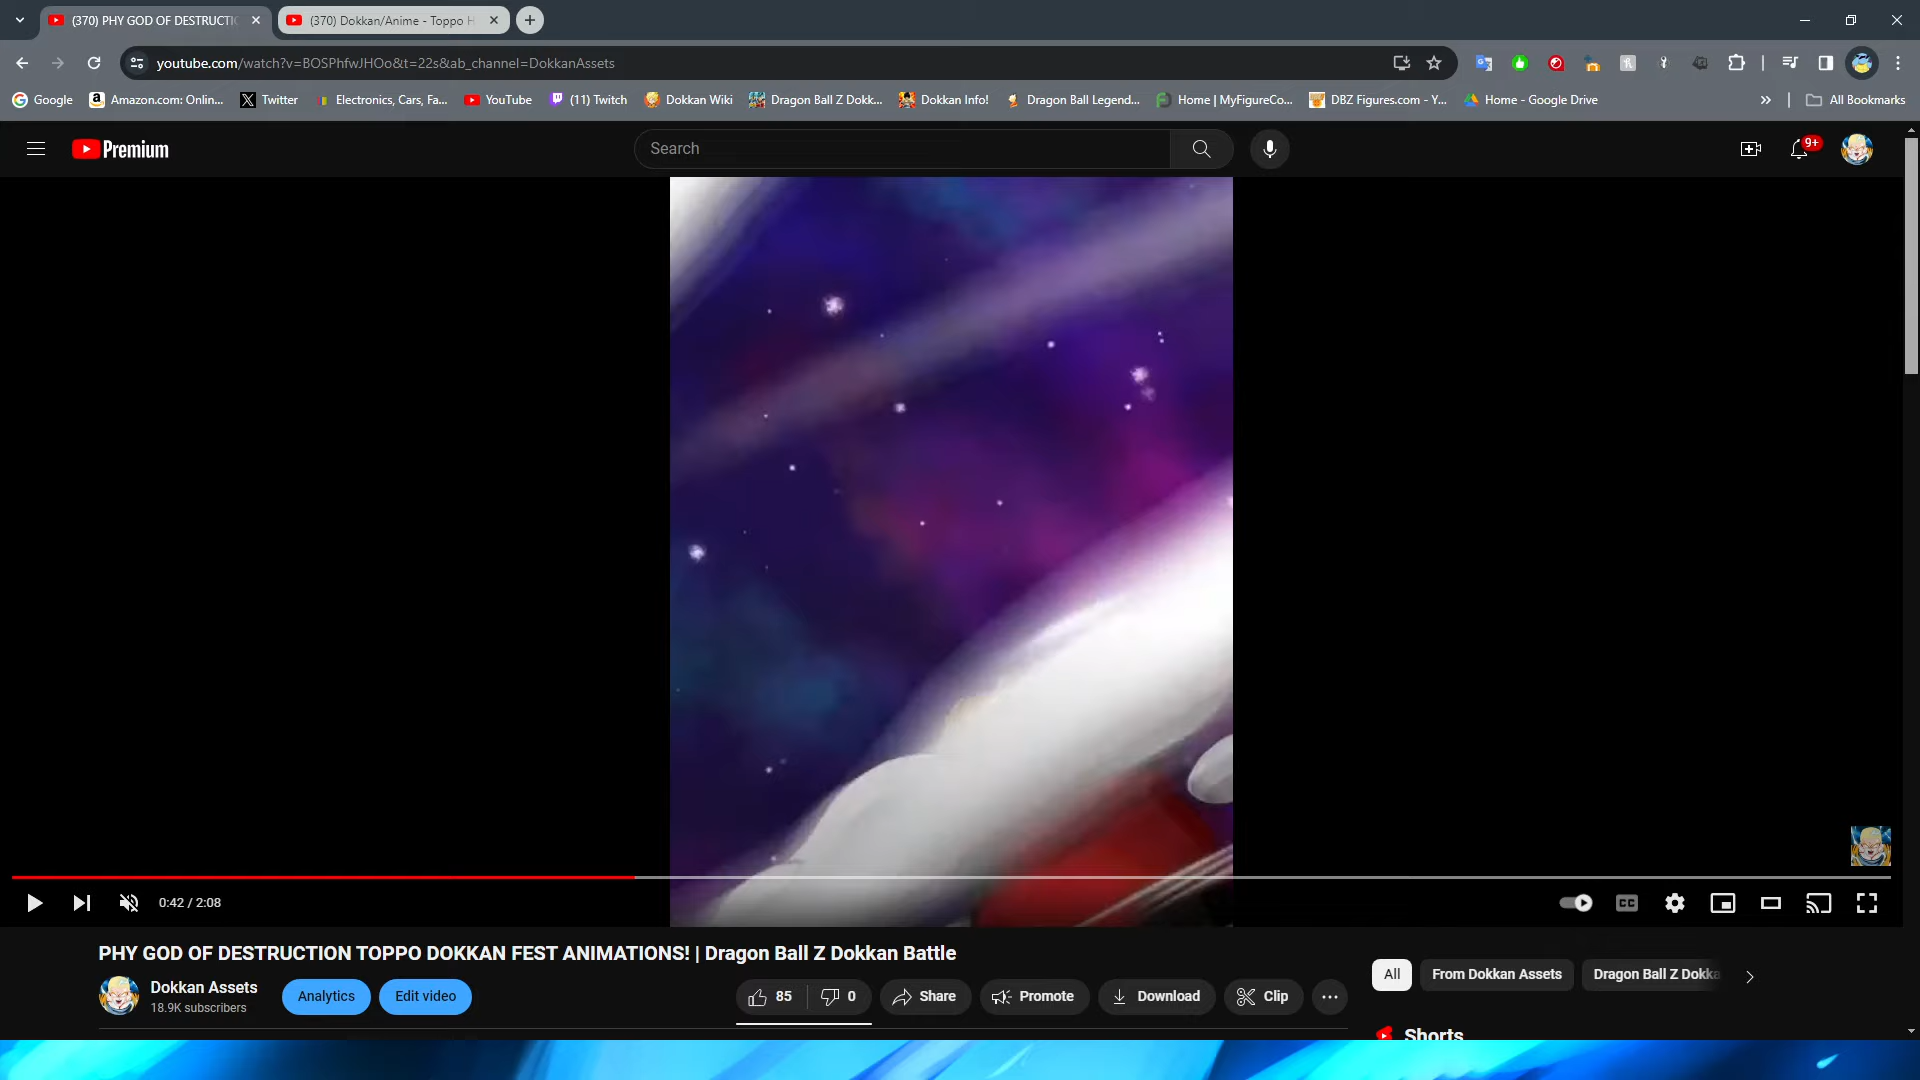 (370) PHY GOD OF DESTRUCTI
(370) Dokkan/Anime - Toppo H
youtube.com/watch?v=BOSPhfwJHOo&t=22s&ab_channel=DokkanAssets
Google
Amazon.com: Onlin...
Twitter
Electronics, Cars, Fa...
YouTube
(11) Twitch
Dokkan Wiki
Dragon Ball Z Dokk...
Dokkan Info!
Dragon Ball Legend...
Home | MyFigureCo...
DBZ Figures.com - Y...
Home - Google Drive
All Bookmarks
Premium
Search
9+
0:42 / 2:08
CC
PHY GOD OF DESTRUCTION TOPPO DOKKAN FEST ANIMATIONS! | Dragon Ball Z Dokkan Battle
Dokkan Assets
18.9K subscribers
Analytics
Edit video
85
0
Share
Promote
Download
Clip
All
From Dokkan Assets
Dragon Ball Z Dokka
Shorts